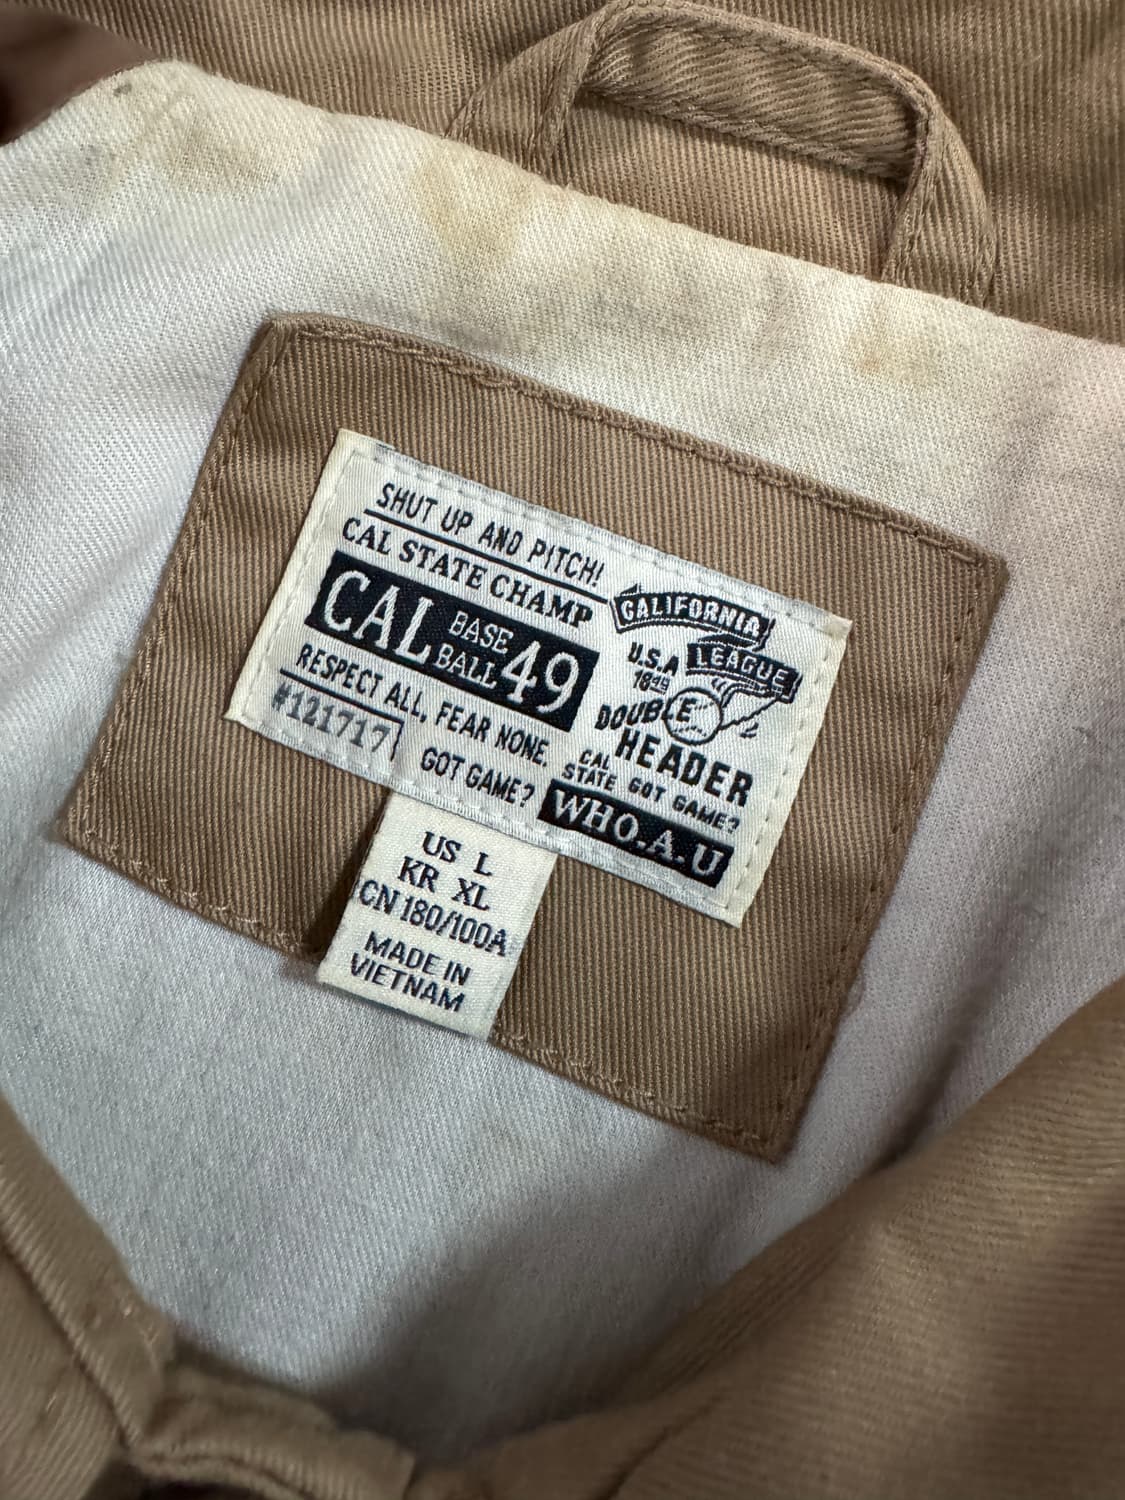 SHUT UP AND PITCH!
CAL STATE CHAMP
CAL BASE BALL 49
RESPECT ALL, FEAR NONE.
#121717
GOT GAME?
CALIFORNIA
LEAGUE
U.S.A
1849
DOUBLE
HEADER
CAL
STATE GOT GAME?
WHO.A.U
US L
KR XL
CN 180/100A
MADE IN
VIETNAM